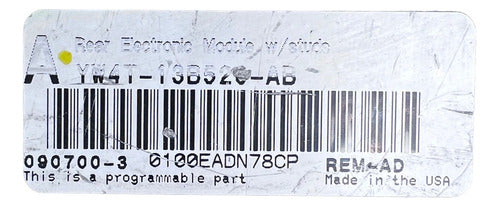 Rear Electronic Module w/studs
A YW4T-13B526-AB
090700-3 0100EADN78CP REM-AD
This is a programmable part Made in the USA